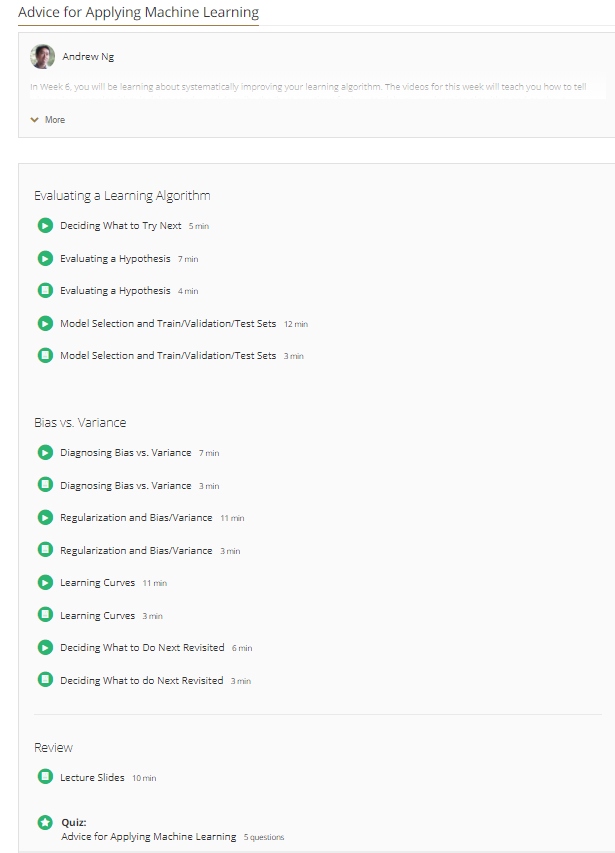 Advice for Applying Machine Learning
Andrew Ng
In Week 6, you will be learning about systematically improving your learning algorithm. The videos for this week will teach you how to tell
More
Evaluating a Learning Algorithm
Deciding What to Try Next 5 min
Evaluating a Hypothesis 7 min
Evaluating a Hypothesis 4 min
Model Selection and Train/Validation/Test Sets 12 min
Model Selection and Train/Validation/Test Sets 3 min
Bias vs. Variance
Diagnosing Bias vs. Variance 7 min
Diagnosing Bias vs. Variance 3 min
Regularization and Bias/Variance 11 min
Regularization and Bias/Variance 3 min
Learning Curves 11 min
Learning Curves 3 min
Deciding What to Do Next Revisited 6 min
Deciding What to do Next Revisited 3 min
Review
Lecture Slides 10 min
Quiz:
Advice for Applying Machine Learning 5 questions